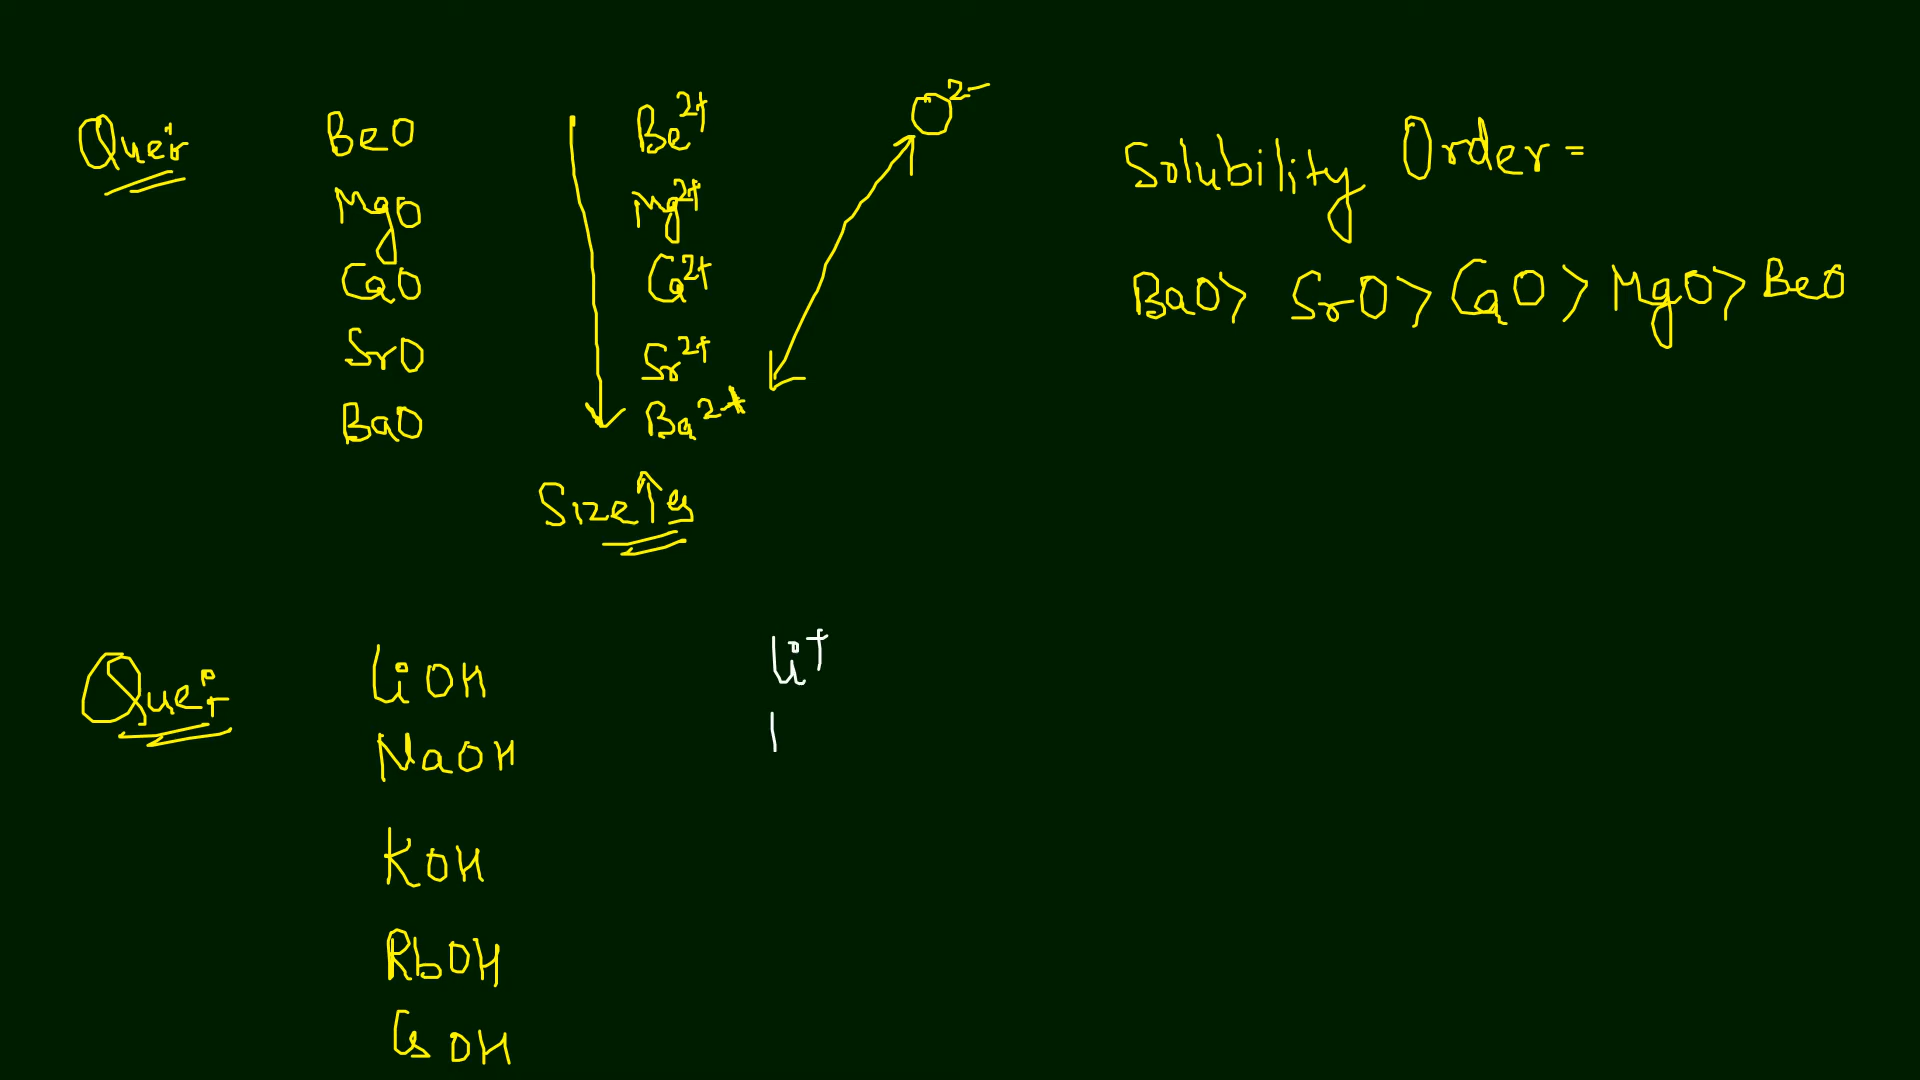 Que:- BeO Be²⁺ O²⁻ Solubility Order =
MgO Mg²⁺
CaO Ca²⁺ BaO > SrO > CaO > MgO > BeO
SrO Sr²⁺
BaO Ba²⁺
Size↑es
Que:- LiOH Li⁺
NaOH
KOH
RbOH
CsOH